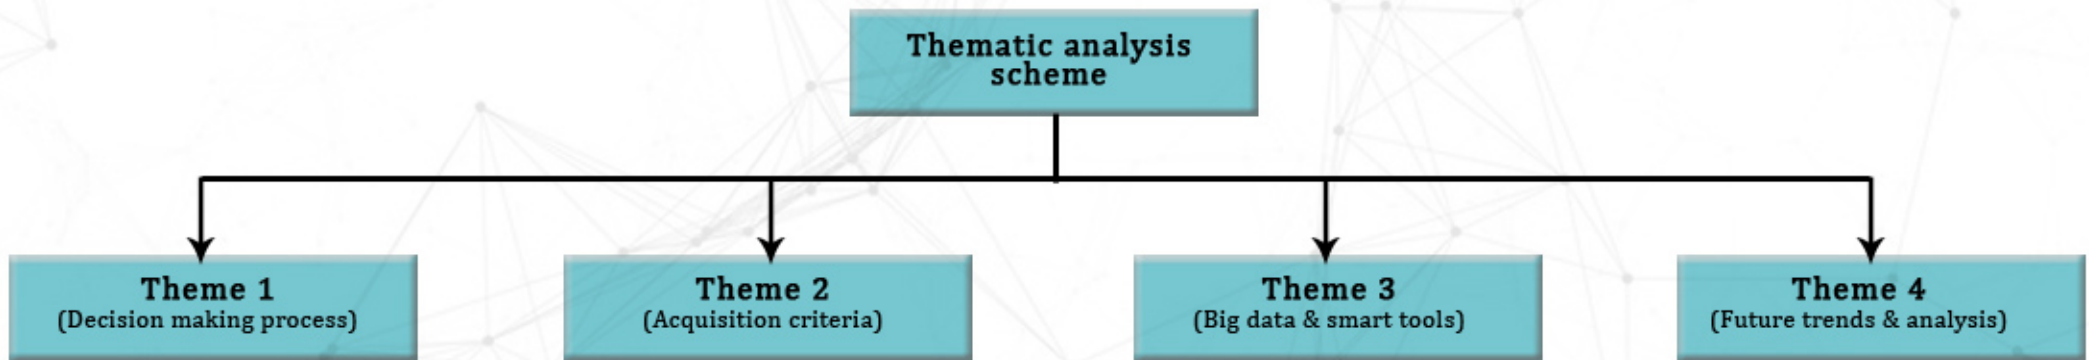 Thematic analysis
scheme
Theme 1
(Decision making process)
Theme 2
(Acquisition criteria)
Theme 3
(Big data & smart tools)
Theme 4
(Future trends & analysis)